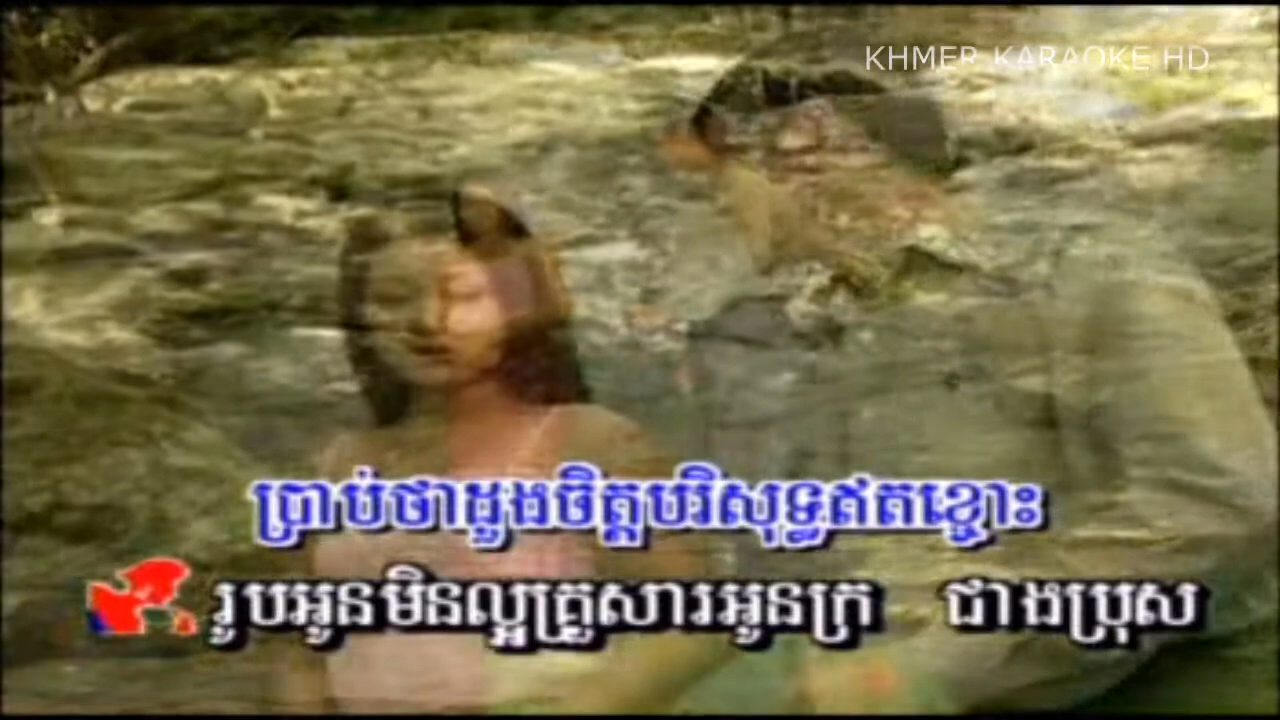 KHMER KARAOKE HD
ប្រាប់ថាដួងចិត្តបរិសុទ្ធឥតខ្ចោះ
រូបអូនមិនល្អគ្រួសារអូនក្រ ជាងប្រុស